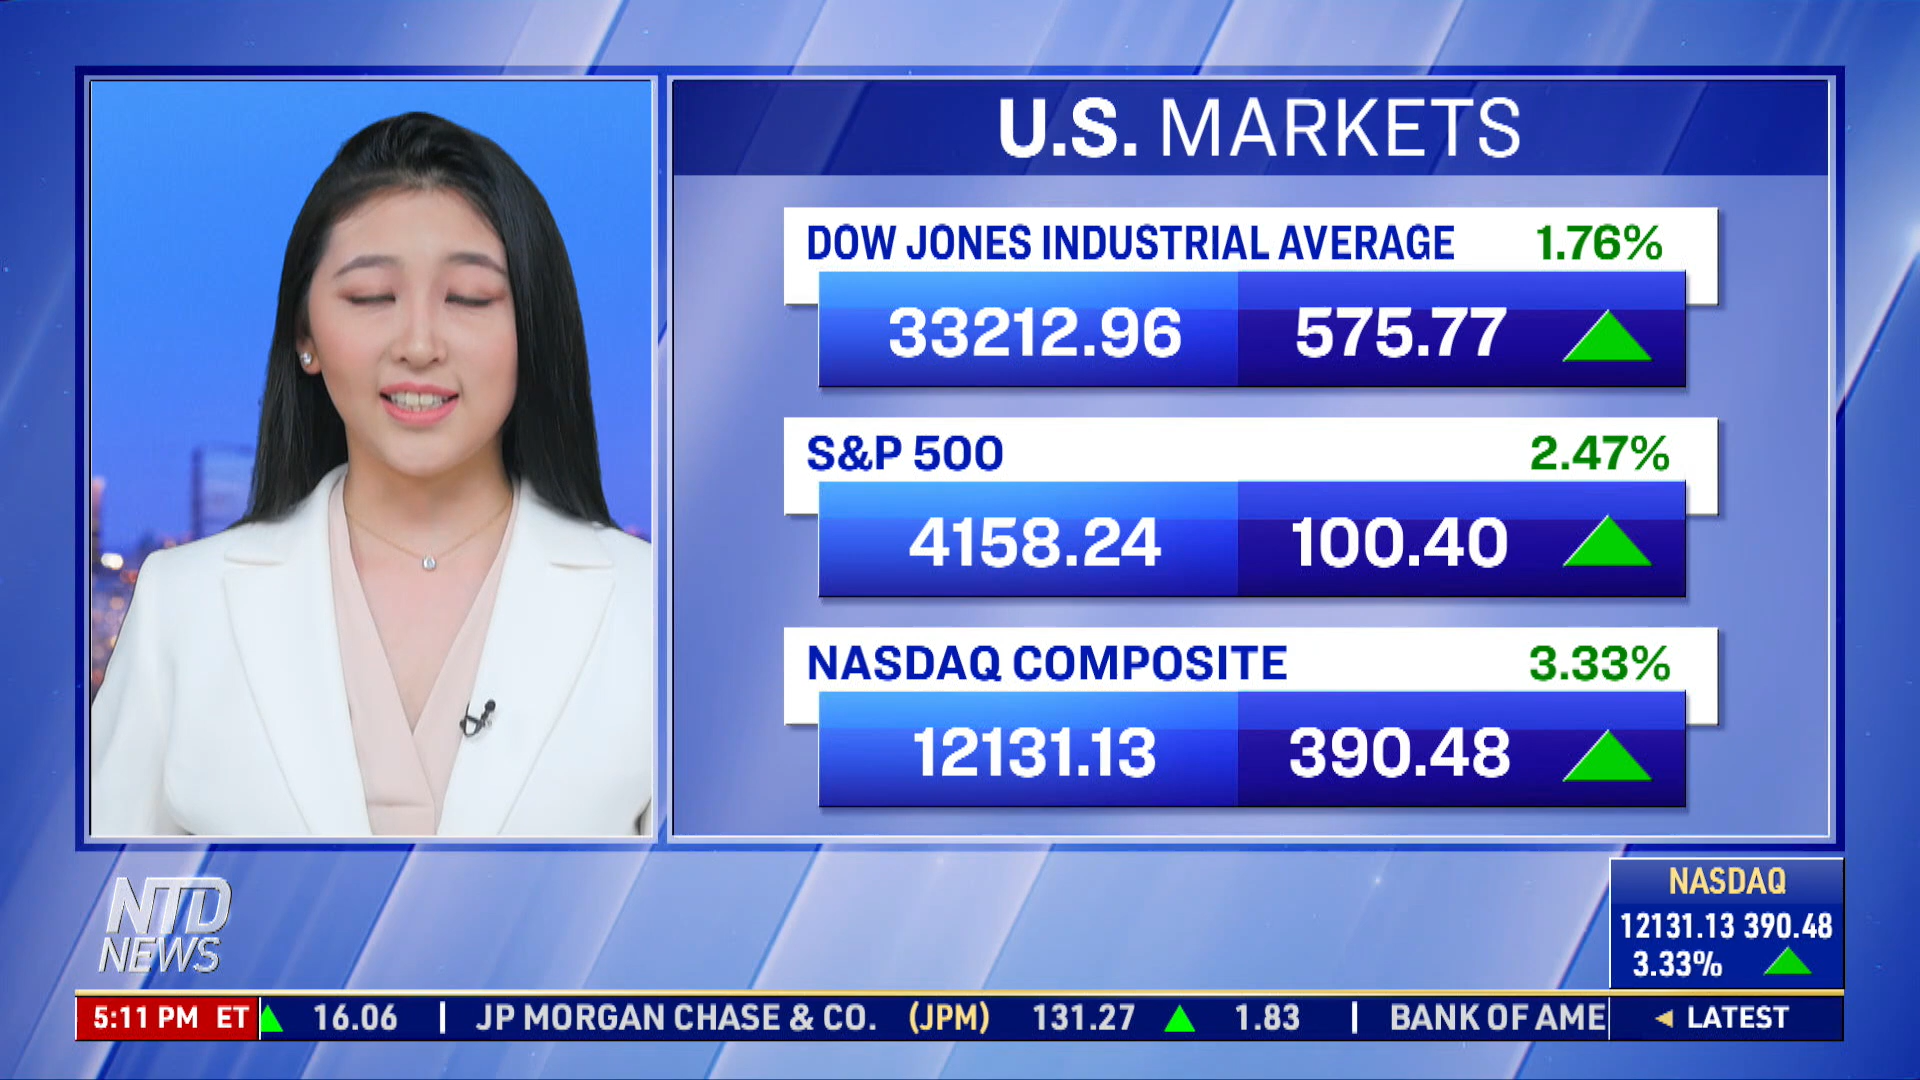 U.S. MARKETS
DOW JONES INDUSTRIAL AVERAGE 1.76%
33212.96 575.77
S&P 500 2.47%
4158.24 100.40
NASDAQ COMPOSITE 3.33%
12131.13 390.48
NTD
NEWS
NASDAQ
12131.13 390.48
3.33%
5:11 PM ET 16.06 | JP MORGAN CHASE & CO. (JPM) 131.27 1.83 | BANK OF AME
LATEST